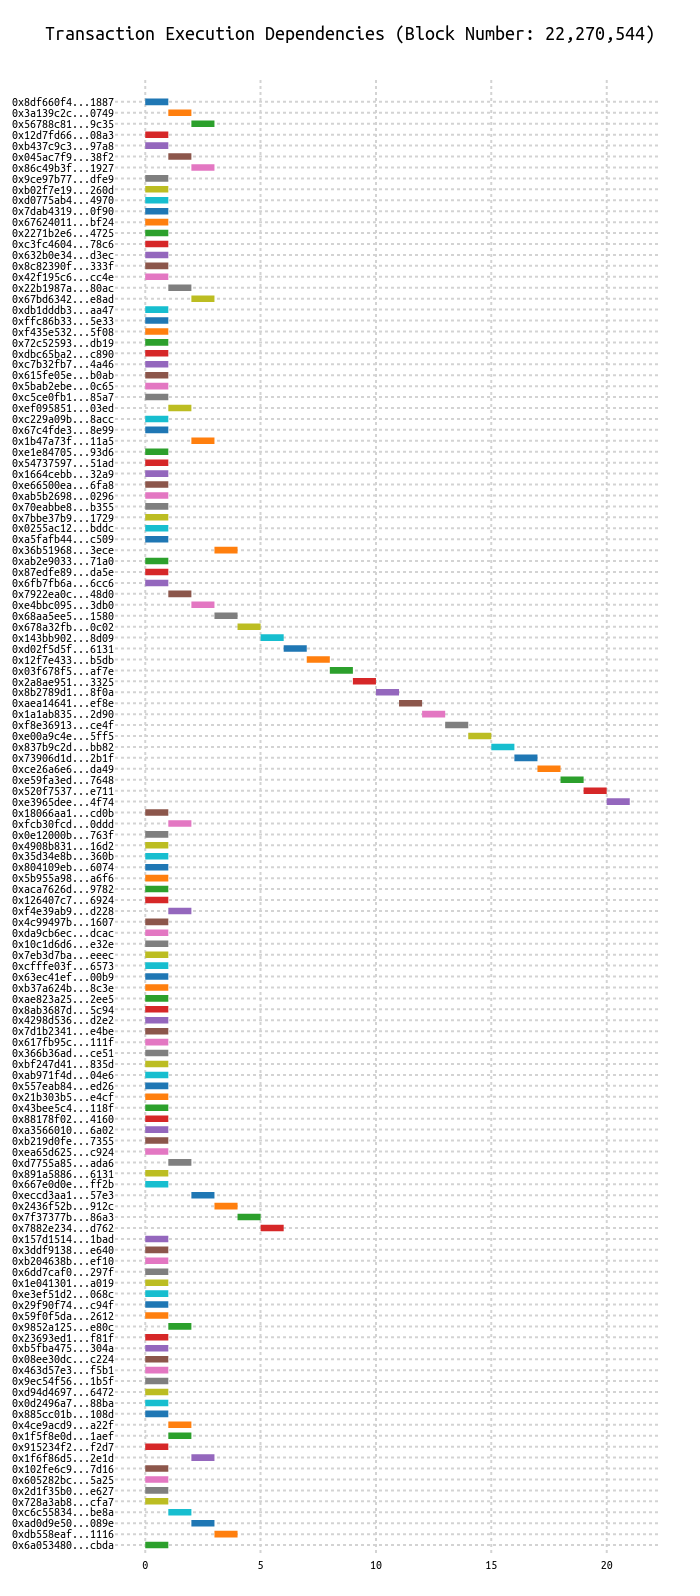 Transaction Execution Dependencies (Block Number: 22,270,544)
0x8df660f4...1887
0x3a139c2c...0749
0x56788c81...9c35
0x12d7fd66...08a3
0xb437c9c3...97a8
0x045ac7f9...38f2
0x86c49b3f...1927
0x9ce97b77...dfe9
0xb02f7e19...260d
0xd0775ab4...4970
0x7dab4319...0f90
0x67624011...bf24
0x2271b2e6...4725
0xc3fc4604...78c6
0x632b0e34...d3ec
0x8c82390f...333f
0x42f195c6...cc4e
0x22b1987a...80ac
0x67bd6342...e8ad
0xdb1dddb3...aa47
0xffc86b33...5e33
0xf435e532...5f08
0x72c52593...db19
0xdbc65ba2...c890
0xc7b32fb7...4a46
0x615fe05e...b0ab
0x5bab2ebe...0c65
0xc5ce0fb1...85a7
0xef095851...03ed
0xc229a09b...8acc
0x67c4fde3...8e99
0x1b47a73f...11a5
0xe1e84705...93d6
0x54737597...51ad
0x1664cebb...32a9
0xe66500ea...6fa8
0xab5b2698...0296
0x70eabbe8...b355
0x7bbe37b9...1729
0x0255ac12...bddc
0xa5fafb44...c509
0x36b51968...3ece
0xab2e9033...71a0
0x87edfe89...da5e
0x6fb7fb6a...6cc6
0x7922ea0c...48d0
0xe4bbc095...3db0
0x68aa5ee5...1580
0x678a32fb...0c02
0x143bb902...8d09
0xd02f5d5f...6131
0x12f7e433...b5db
0x03f678f5...af7e
0x2a8ae951...3325
0x8b2789d1...8f0a
0xaea14641...ef8e
0x1a1ab835...2d90
0xf8e36913...ce4f
0xe00a9c4e...5ff5
0x837b9c2d...bb82
0x73906d1d...2b1f
0xce26a6e6...da49
0xe59fa3ed...7648
0x520f7537...e711
0xe3965dee...4f74
0x18066aa1...cd0b
0xfcb30fcd...0ddd
0x0e12000b...763f
0x4908b831...16d2
0x35d34e8b...360b
0x804109eb...6074
0x5b955a98...a6f6
0xaca7626d...9782
0x126407c7...6924
0xf4e39ab9...d228
0x4c99497b...1607
0xda9cb6ec...dcac
0x10c1d6d6...e32e
0x7eb3d7ba...eeec
0xcfffe03f...6573
0x63ec41ef...00b9
0xb37a624b...8c3e
0xae823a25...2ee5
0x8ab3687d...5c94
0x4298d536...d2e2
0x7d1b2341...e4be
0x617fb95c...111f
0x366b36ad...ce51
0xbf247d41...835d
0xab971f4d...04e6
0x557eab84...ed26
0x21b303b5...e4cf
0x43bee5c4...118f
0x88178f02...4160
0xa3566010...6a02
0xb219d0fe...7355
0xea65d625...c924
0xd7755a85...ada6
0x891a5886...6131
0x667e0d0e...ff2b
0xeccd3aa1...57e3
0x2436f52b...912c
0x7f37377b...86a3
0x7882e234...d762
0x157d1514...1bad
0x3ddf9138...e640
0xb204638b...ef10
0x6dd7caf0...297f
0x1e041301...a019
0xe3ef51d2...068c
0x29f90f74...c94f
0x59f0f5da...2612
0x9852a125...e80c
0x23693ed1...f81f
0xb5fba475...304a
0x08ee30dc...c224
0x463d57e3...f5b1
0x9ec54f56...1b5f
0xd94d4697...6472
0x0d2496a7...88ba
0x885cc01b...108d
0x4ce9acd9...a22f
0x1f5f8e0d...1aef
0x915234f2...f2d7
0x1f6f86d5...2e1d
0x102fe6c9...7d16
0x605282bc...5a25
0x2d1f35b0...e627
0x728a3ab8...cfa7
0xc6c55834...be8a
0xad0d9e50...089e
0xdb558eaf...1116
0x6a053480...cbda
0 5 10 15 20